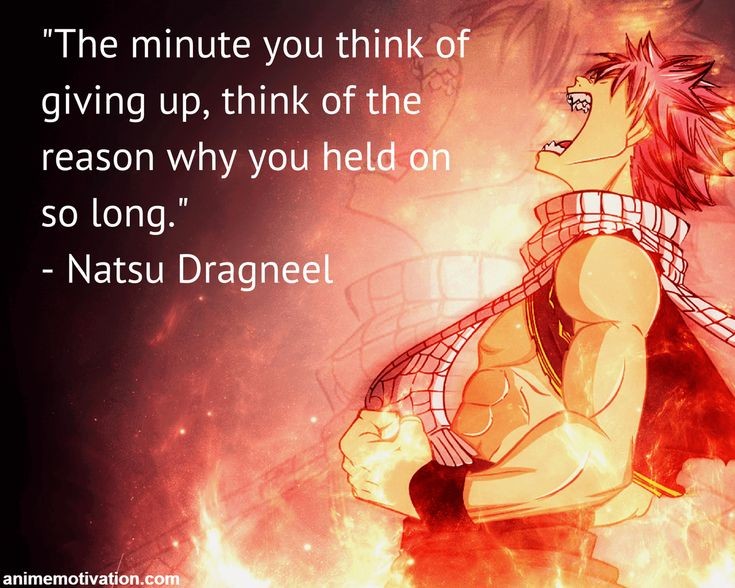 "The minute you think of
giving up, think of the
reason why you held on
so long."
- Natsu Dragneel
animemotivation.com